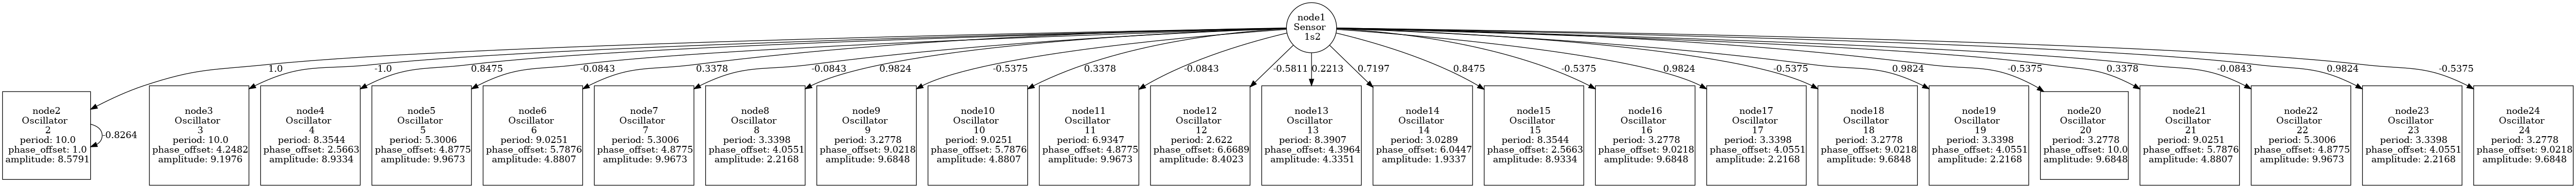 node1
Sensor
1s2
1.0
-1.0
0.8475
-0.0843
0.3378
-0.0843
0.9824
-0.5375
0.3378
-0.0843
-0.5811
0.2213
0.7197
0.8475
-0.5375
0.9824
-0.5375
0.9824
-0.5375
0.3378
-0.0843
0.9824
-0.5375
node2
Oscillator
2
period: 10.0
phase_offset: 1.0
amplitude: 8.5791
-0.8264
node3
Oscillator
3
period: 10.0
phase_offset: 4.2482
amplitude: 9.1976
node4
Oscillator
4
period: 8.3544
phase_offset: 2.5663
amplitude: 8.9334
node5
Oscillator
5
period: 5.3006
phase_offset: 4.8775
amplitude: 9.9673
node6
Oscillator
6
period: 9.0251
phase_offset: 5.7876
amplitude: 4.8807
node7
Oscillator
7
period: 5.3006
phase_offset: 4.8775
amplitude: 9.9673
node8
Oscillator
8
period: 3.3398
phase_offset: 4.0551
amplitude: 2.2168
node9
Oscillator
9
period: 3.2778
phase_offset: 9.0218
amplitude: 9.6848
node10
Oscillator
10
period: 9.0251
phase_offset: 5.7876
amplitude: 4.8807
node11
Oscillator
11
period: 6.9347
phase_offset: 4.8775
amplitude: 9.9673
node12
Oscillator
12
period: 2.622
phase_offset: 6.6689
amplitude: 8.4023
node13
Oscillator
13
period: 8.3907
phase_offset: 4.3964
amplitude: 4.3351
node14
Oscillator
14
period: 3.0289
phase_offset: 6.0447
amplitude: 1.9337
node15
Oscillator
15
period: 8.3544
phase_offset: 2.5663
amplitude: 8.9334
node16
Oscillator
16
period: 3.2778
phase_offset: 9.0218
amplitude: 9.6848
node17
Oscillator
17
period: 3.3398
phase_offset: 4.0551
amplitude: 2.2168
node18
Oscillator
18
period: 3.2778
phase_offset: 9.0218
amplitude: 9.6848
node19
Oscillator
19
period: 3.3398
phase_offset: 4.0551
amplitude: 2.2168
node20
Oscillator
20
period: 3.2778
phase_offset: 10.0
amplitude: 9.6848
node21
Oscillator
21
period: 9.0251
phase_offset: 5.7876
amplitude: 4.8807
node22
Oscillator
22
period: 5.3006
phase_offset: 4.8775
amplitude: 9.9673
node23
Oscillator
23
period: 3.3398
phase_offset: 4.0551
amplitude: 2.2168
node24
Oscillator
24
period: 3.2778
phase_offset: 9.0218
amplitude: 9.6848